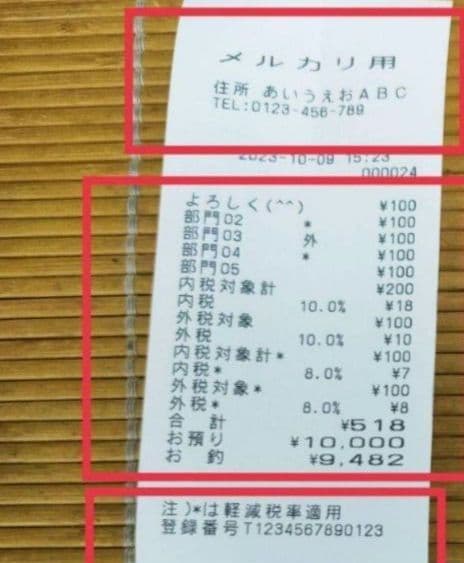 メルカリ用
住所 あいうえおABC
TEL:0123-456-789
2023-10-09 15:23
000024
よろしく(^^) ¥100
部門02 * ¥100
部門03 外 ¥100
部門04 * ¥100
部門05 ¥100
内税対象計 ¥200
内税 10.0% ¥18
外税対象 ¥100
外税 10.0% ¥10
内税対象計* ¥100
内税* 8.0% ¥7
外税対象* ¥100
外税* 8.0% ¥8
合計 ¥518
お預り ¥10,000
お釣 ¥9,482
注)*は軽減税率適用
登録番号T1234567890123